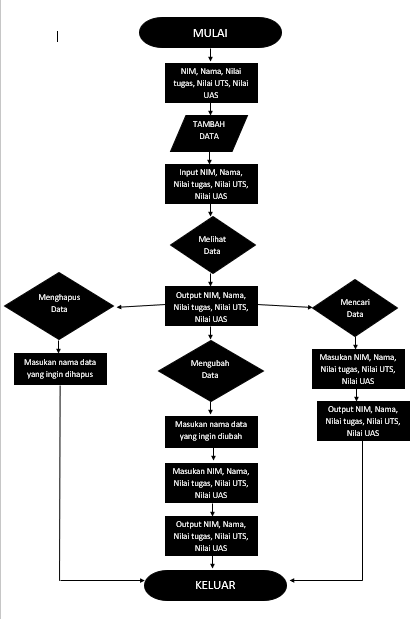 MULAI
NIM, Nama, Nilai
tugas, Nilai UTS, Nilai
UAS
TAMBAH
DATA
Input NIM, Nama,
Nilai tugas, Nilai UTS,
Nilai UAS
Melihat
Data
Output NIM, Nama,
Nilai tugas, Nilai UTS,
Nilai UAS
Menghapus
Data
Masukan nama data
yang ingin dihapus
Mengubah
Data
Masukan nama data
yang ingin diubah
Masukan NIM, Nama,
Nilai tugas, Nilai UTS,
Nilai UAS
Output NIM, Nama,
Nilai tugas, Nilai UTS,
Nilai UAS
Mencari
Data
Masukan NIM, Nama,
Nilai tugas, Nilai UTS,
Nilai UAS
Output NIM, Nama,
Nilai tugas, Nilai UTS,
Nilai UAS
KELUAR